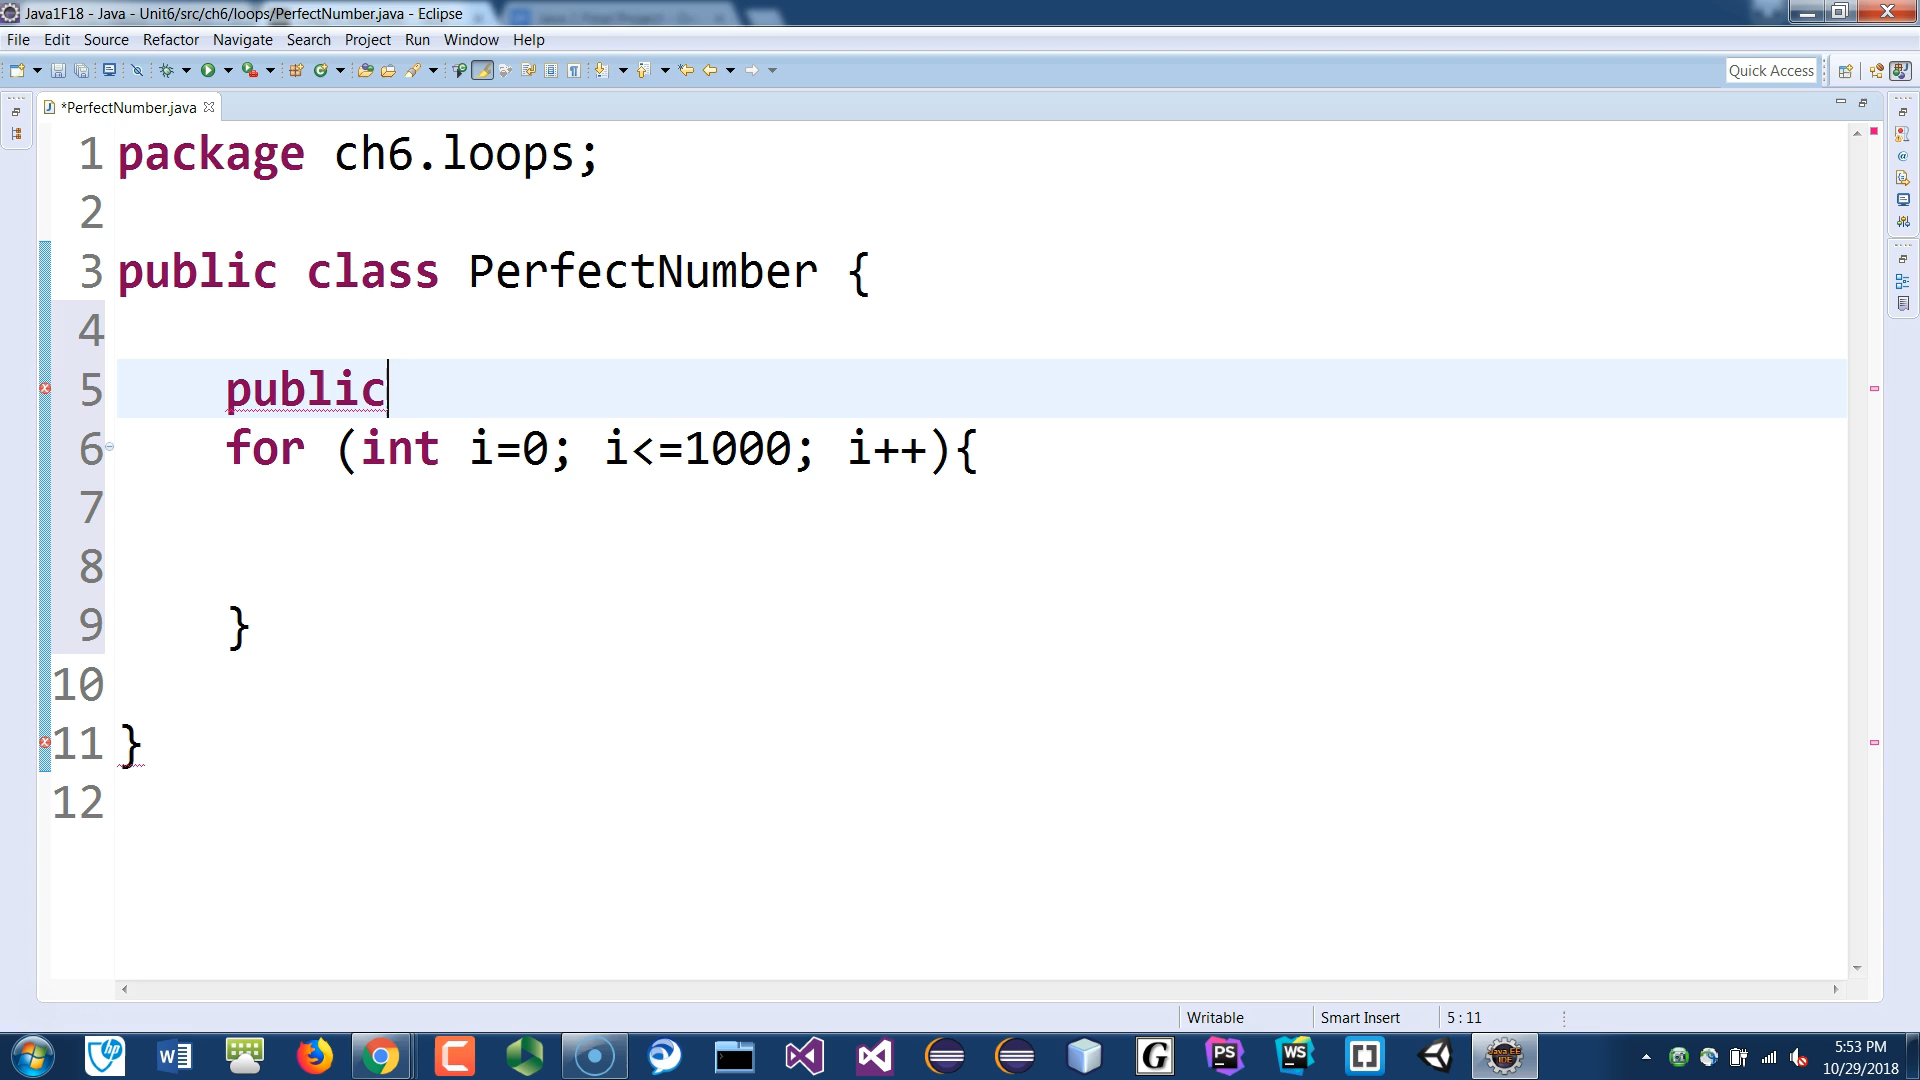 Java1F18 - Java - Unit6/src/ch6/loops/PerfectNumber.java - Eclipse
File Edit Source Refactor Navigate Search Project Run Window Help
Quick Access
*PerfectNumber.java
1 package ch6.loops;
2
3 public class PerfectNumber {
4
5 public
6 for (int i=0; i<=1000; i++){
7
8
9 }
10
11 }
12
Writable Smart Insert 5 : 11
5:53 PM
10/29/2018